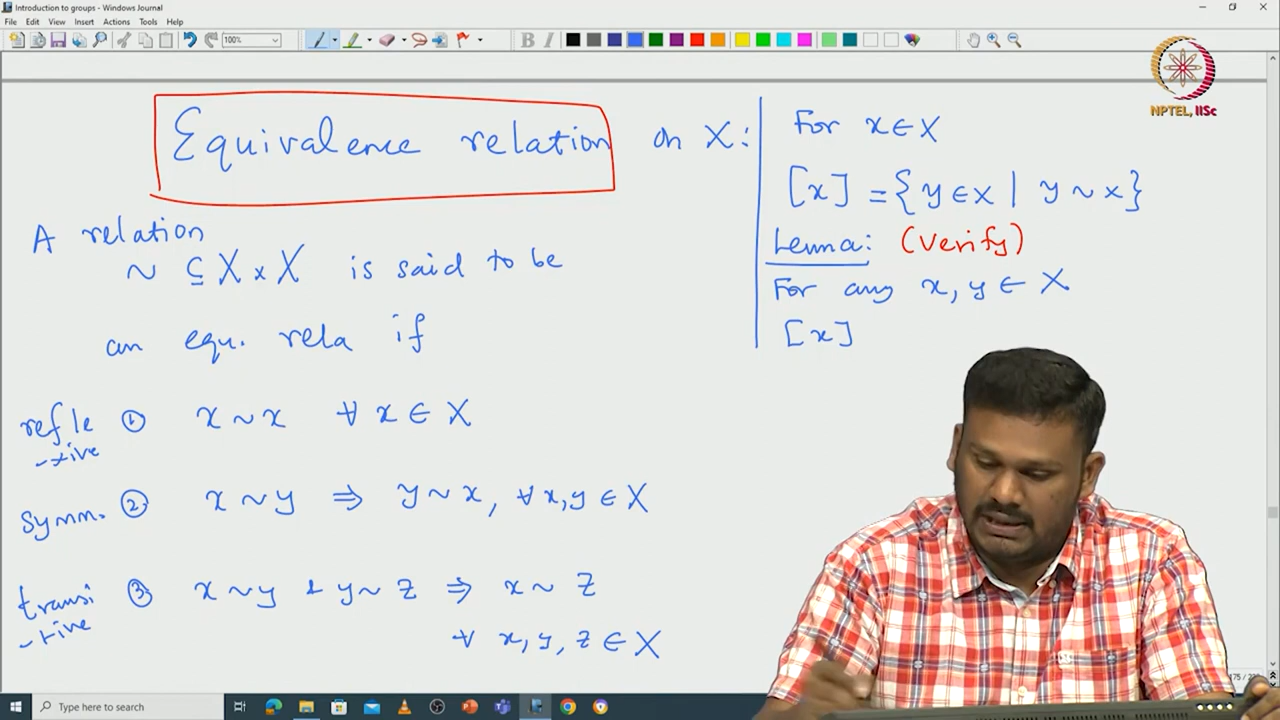 Introduction to groups - Windows Journal
File Edit View Insert Actions Tools Help
100%
B I
NPTEL, IISc
Equivalence relation on X:
A relation
~ ⊆ X × X is said to be
an equ. rela if
refle ① x ~ x ∀ x ∈ X
-xive
symm. ② x ~ y ⇒ y ~ x, ∀ x,y ∈ X
transi ③ x ~ y & y ~ z ⇒ x ~ z
-tive
∀ x, y, z ∈ X
For x ∈ X
[x] = {y ∈ X | y ~ x}
Lemma: (Verify)
For any x, y ∈ X
[x]
Type here to search